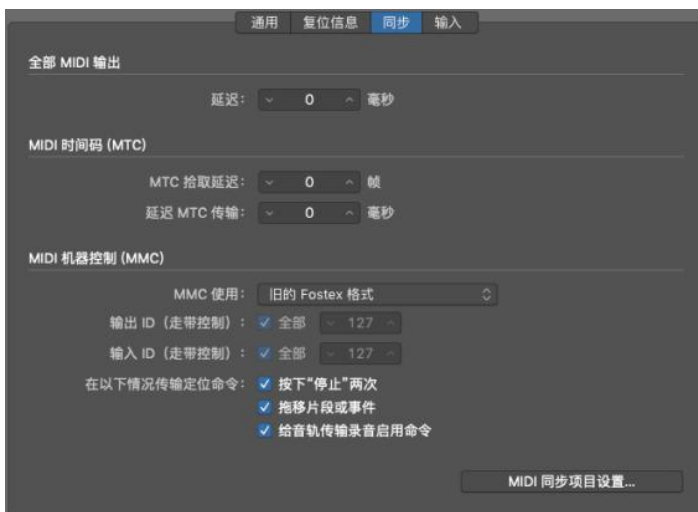 通用 复位信息 同步 输入
全部 MIDI 输出
延迟： 0 毫秒
MIDI 时间码 (MTC)
MTC 拾取延迟： 0 帧
延迟 MTC 传输： 0 毫秒
MIDI 机器控制 (MMC)
MMC 使用： 旧的 Fostex 格式
输出 ID（走带控制）： 全部 127
输入 ID（走带控制）： 全部 127
在以下情况传输定位命令： 按下“停止”两次
拖移片段或事件
给音轨传输录音启用命令
MIDI 同步项目设置...